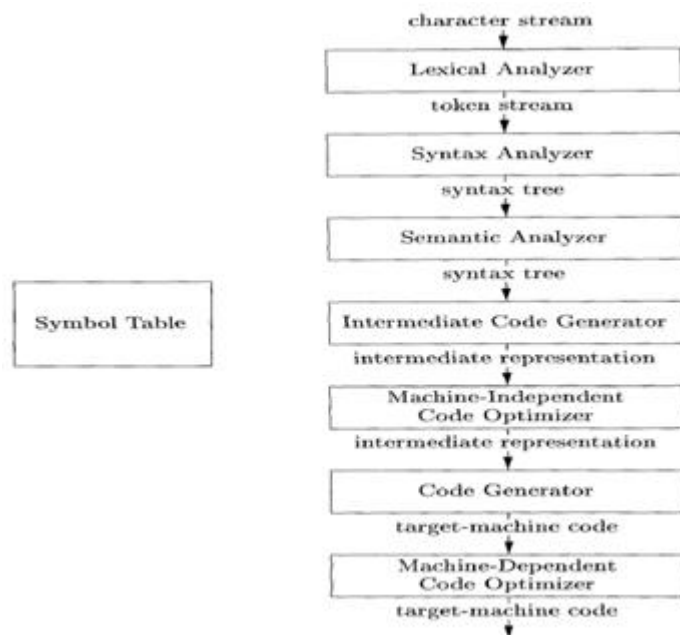 character stream
Lexical Analyzer
token stream
Syntax Analyzer
syntax tree
Semantic Analyzer
syntax tree
Symbol Table
Intermediate Code Generator
intermediate representation
Machine-Independent
Code Optimizer
intermediate representation
Code Generator
target-machine code
Machine-Dependent
Code Optimizer
target-machine code